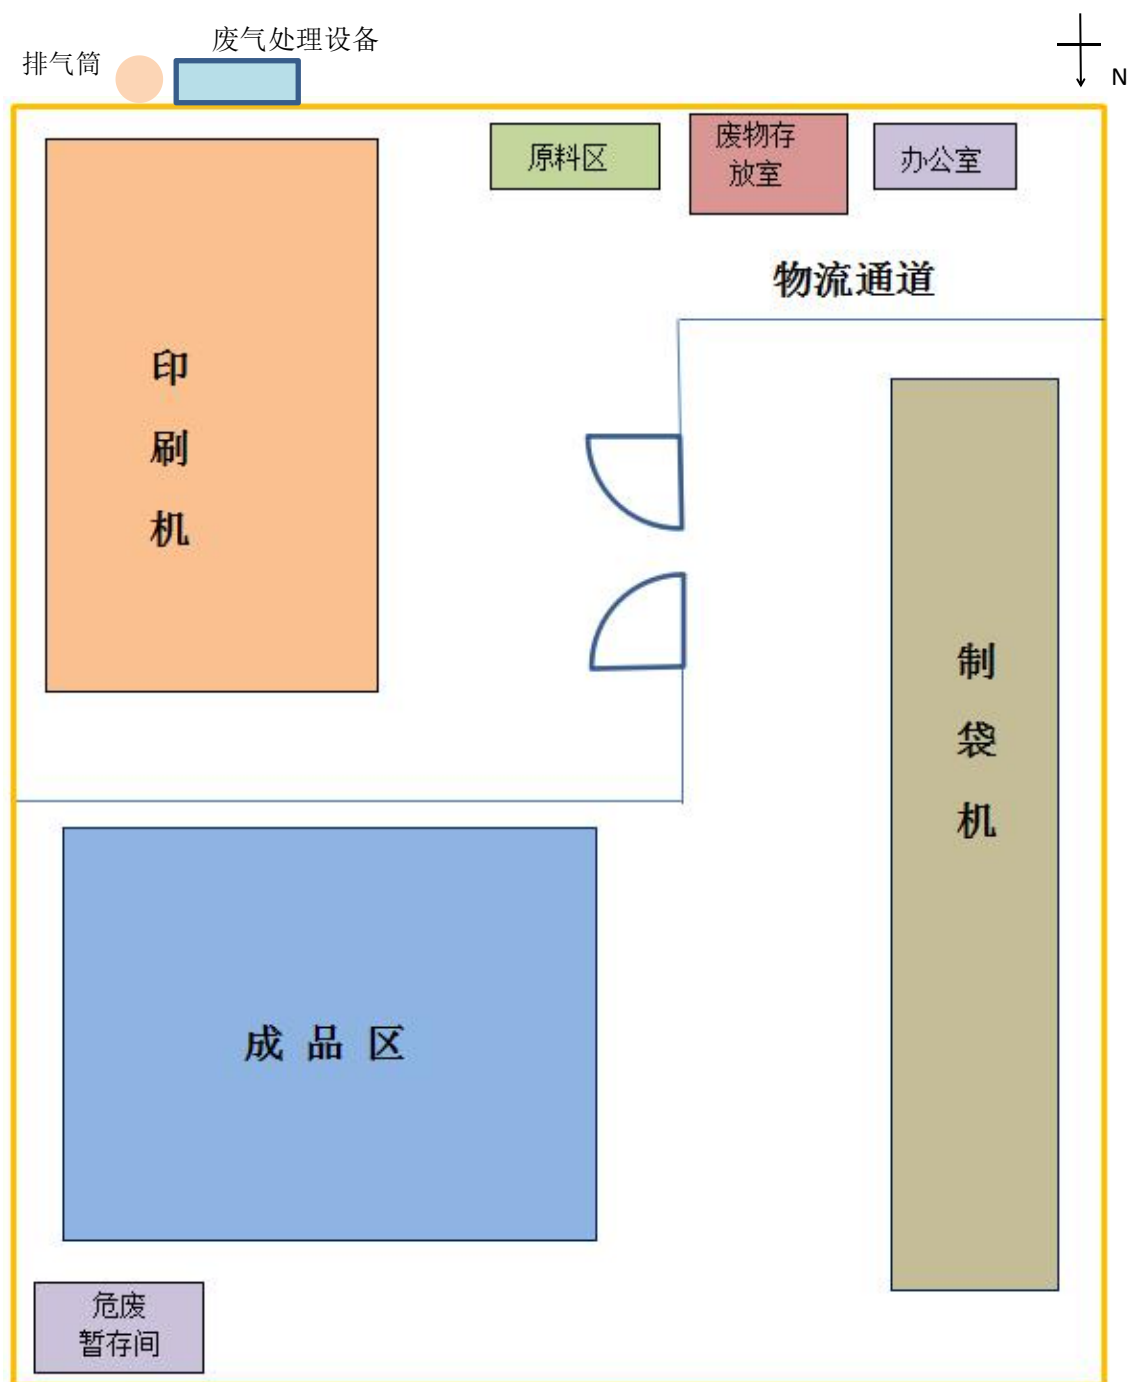 废气处理设备
排气筒
N
原料区
废物存
放室
办公室
物流通道
印
刷
机
制
袋
机
成 品 区
危废
暂存间